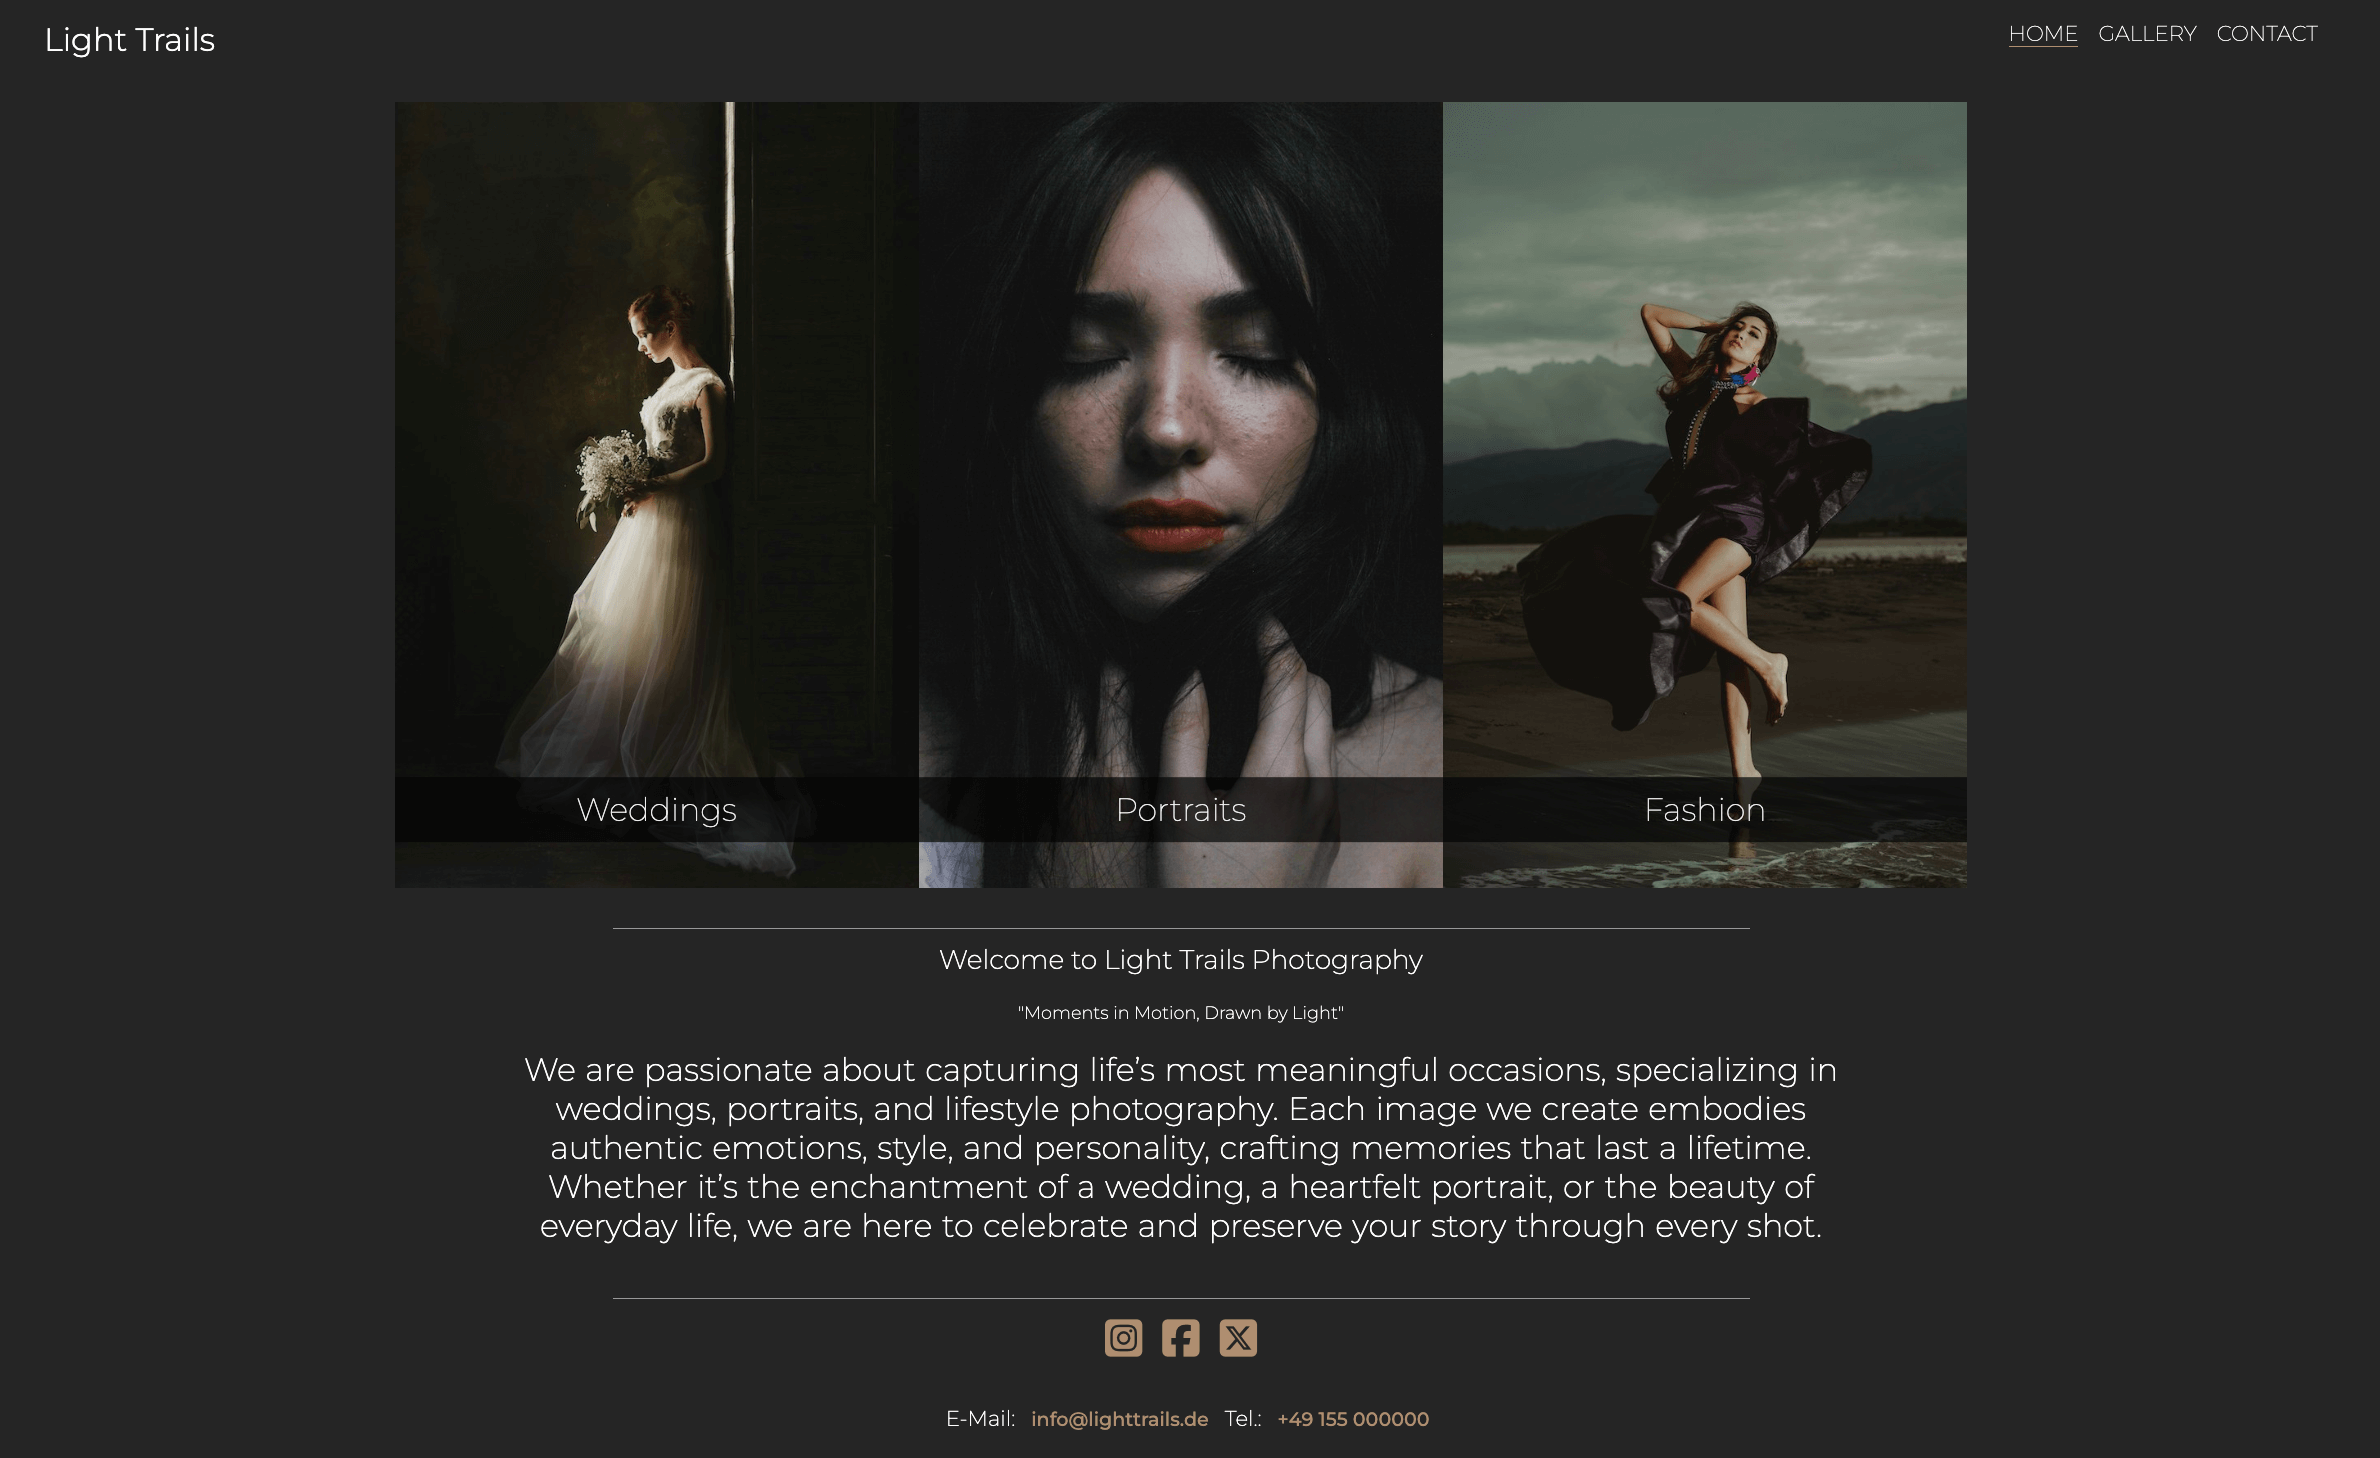 Light Trails
HOME GALLERY CONTACT
Weddings
Portraits
Fashion
Welcome to Light Trails Photography
"Moments in Motion, Drawn by Light"
We are passionate about capturing life’s most meaningful occasions, specializing in
weddings, portraits, and lifestyle photography. Each image we create embodies
authentic emotions, style, and personality, crafting memories that last a lifetime.
Whether it’s the enchantment of a wedding, a heartfelt portrait, or the beauty of
everyday life, we are here to celebrate and preserve your story through every shot.
E-Mail: info@lighttrails.de Tel.: +49 155 000000